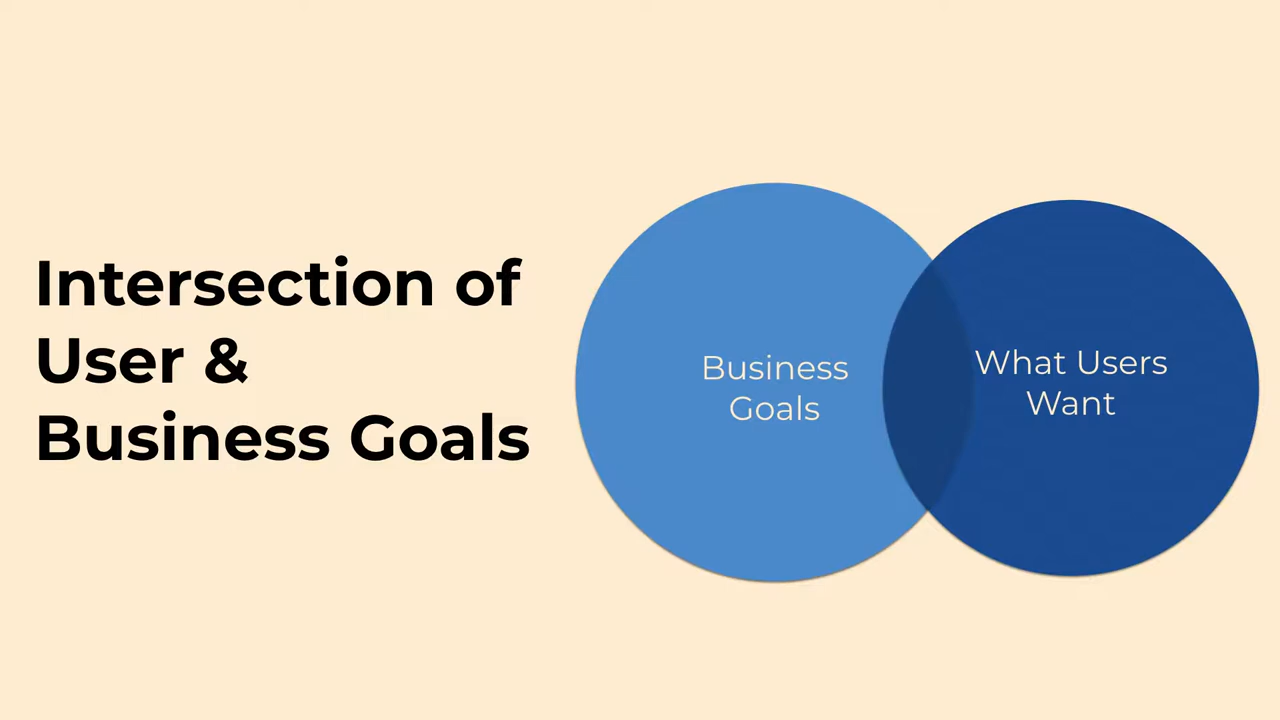 Intersection of
User &
Business Goals
Business
Goals
What Users
Want